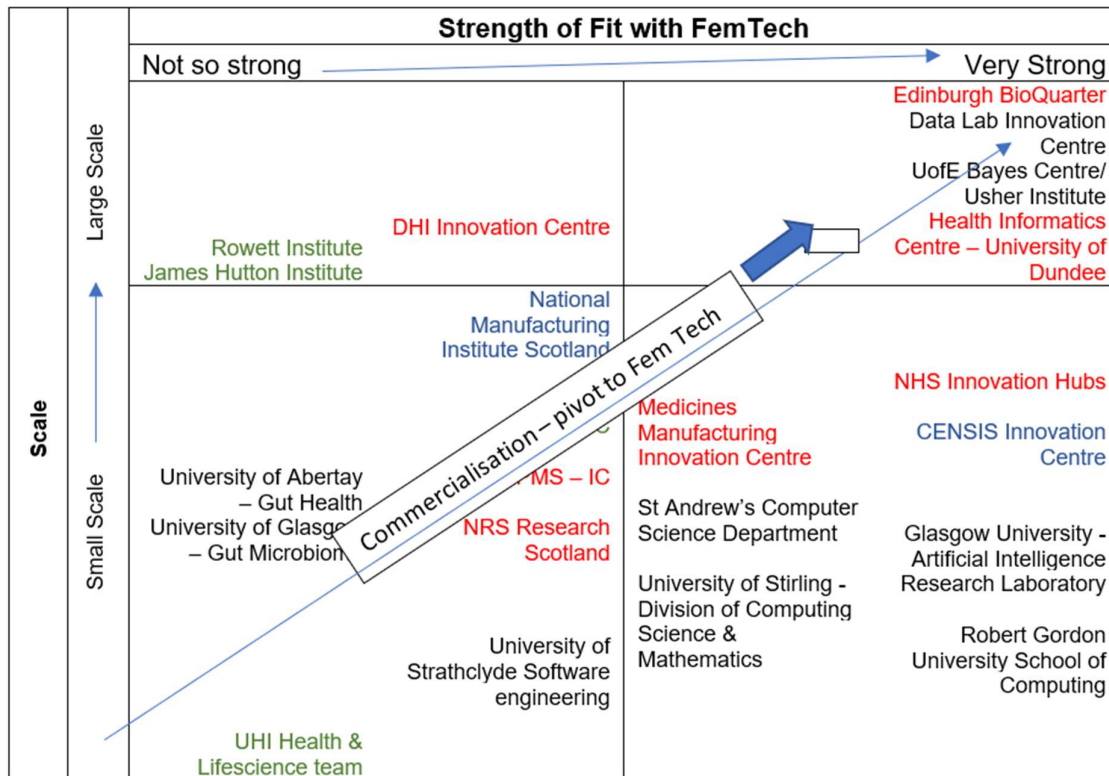 Strength of Fit with FemTech
Not so strong
Very Strong
Scale
Large Scale
Small Scale
Rowett Institute
James Hutton Institute
DHI Innovation Centre
Edinburgh BioQuarter
Data Lab Innovation
Centre
UofE Bayes Centre/
Usher Institute
Health Informatics
Centre – University of
Dundee
National
Manufacturing
Institute Scotland
Commercialisation – pivot to Fem Tech
University of Abertay
– Gut Health
University of
– Gut
– IC
NRS Research
Scotland
University of
Strathclyde Software
engineering
UHI Health &
Lifescience team
Medicines
Manufacturing
Innovation Centre
St Andrew's Computer
Science Department
University of Stirling -
Division of Computing
Science &
Mathematics
NHS Innovation Hubs
CENSIS Innovation
Centre
Glasgow University -
Artificial Intelligence
Research Laboratory
Robert Gordon
University School of
Computing